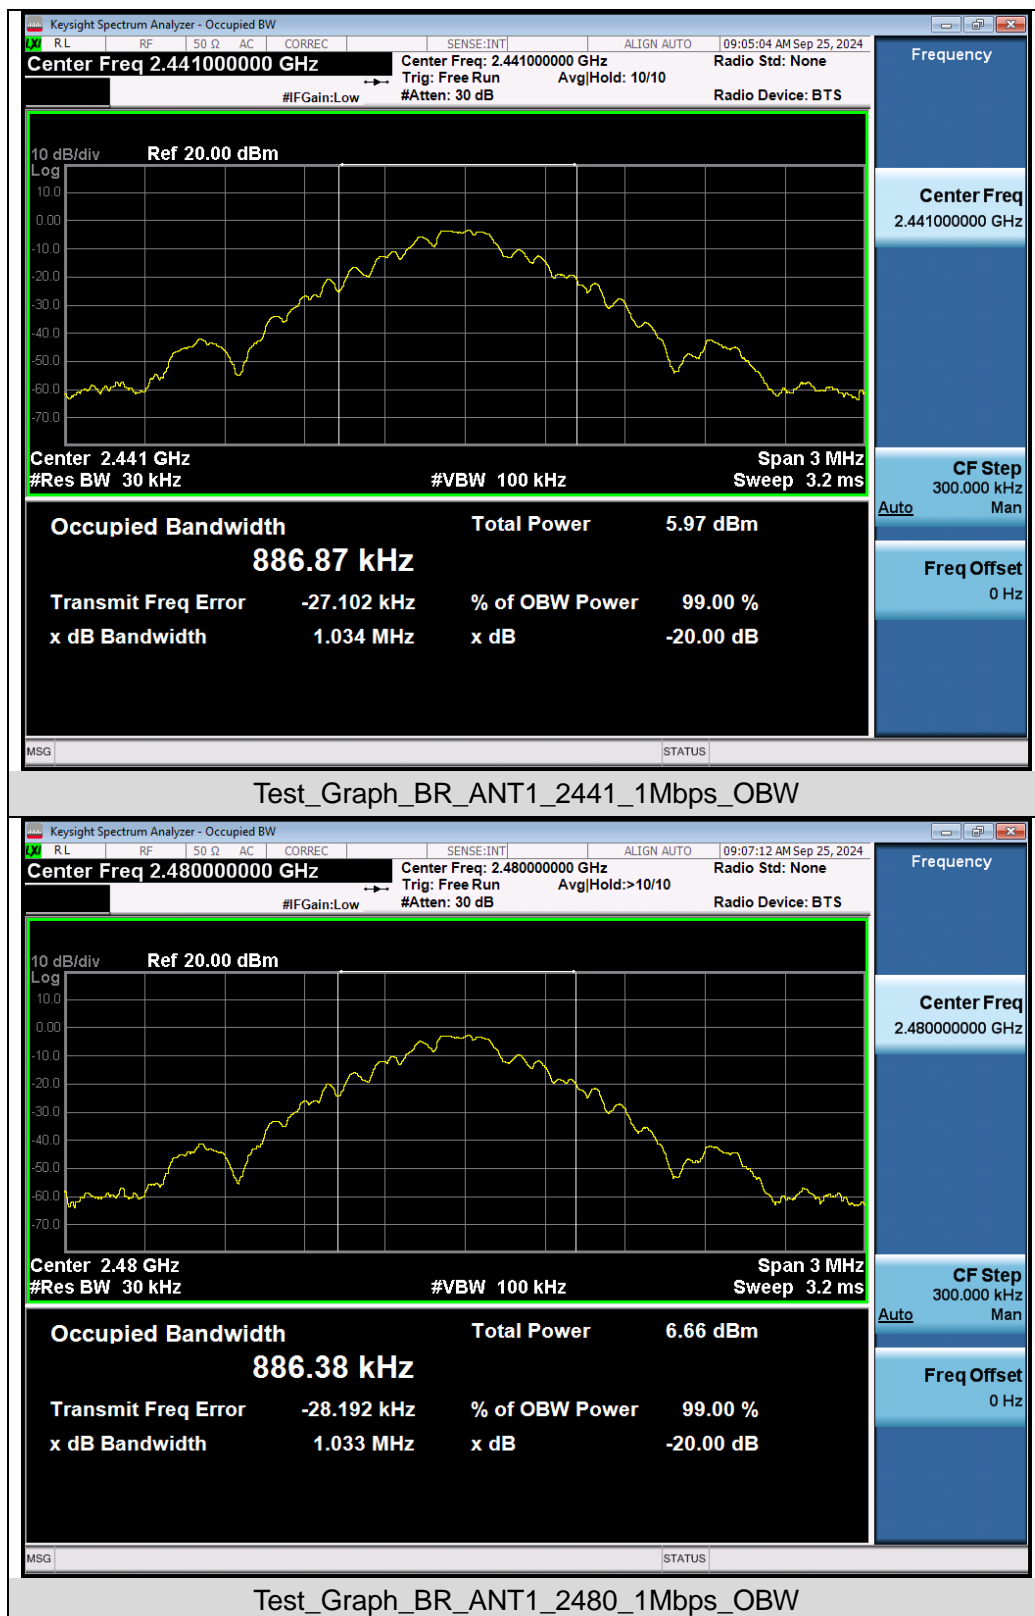 Keysight Spectrum Analyzer - Occupied BW
LXI RL RF 50 Ω AC CORREC SENSE:INT ALIGN AUTO 09:05:04 AM Sep 25, 2024
Center Freq 2.441000000 GHz Center Freq: 2.441000000 GHz Radio Std: None
Trig: Free Run Avg|Hold: 10/10
#IFGain:Low #Atten: 30 dB Radio Device: BTS
Frequency
10 dB/div Ref 20.00 dBm
Log
10.0
0.00
-10.0
-20.0
-30.0
-40.0
-50.0
-60.0
-70.0
Center 2.441 GHz Span 3 MHz
#Res BW 30 kHz #VBW 100 kHz Sweep 3.2 ms
Center Freq
2.441000000 GHz
CF Step
300.000 kHz
Auto Man
Freq Offset
0 Hz
Occupied Bandwidth Total Power 5.97 dBm
886.87 kHz
Transmit Freq Error -27.102 kHz % of OBW Power 99.00 %
x dB Bandwidth 1.034 MHz x dB -20.00 dB
MSG STATUS
Test_Graph_BR_ANT1_2441_1Mbps_OBW
Keysight Spectrum Analyzer - Occupied BW
LXI RL RF 50 Ω AC CORREC SENSE:INT ALIGN AUTO 09:07:12 AM Sep 25, 2024
Center Freq 2.480000000 GHz Center Freq: 2.480000000 GHz Radio Std: None
Trig: Free Run Avg|Hold:>10/10
#IFGain:Low #Atten: 30 dB Radio Device: BTS
Frequency
10 dB/div Ref 20.00 dBm
Log
10.0
0.00
-10.0
-20.0
-30.0
-40.0
-50.0
-60.0
-70.0
Center 2.48 GHz Span 3 MHz
#Res BW 30 kHz #VBW 100 kHz Sweep 3.2 ms
Center Freq
2.480000000 GHz
CF Step
300.000 kHz
Auto Man
Freq Offset
0 Hz
Occupied Bandwidth Total Power 6.66 dBm
886.38 kHz
Transmit Freq Error -28.192 kHz % of OBW Power 99.00 %
x dB Bandwidth 1.033 MHz x dB -20.00 dB
MSG STATUS
Test_Graph_BR_ANT1_2480_1Mbps_OBW